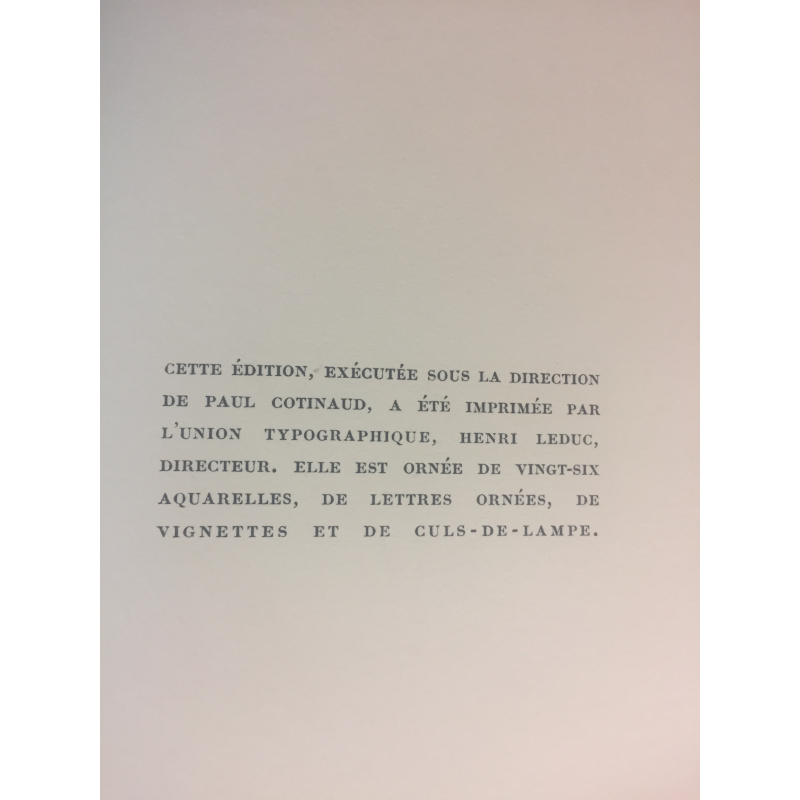 CETTE ÉDITION, EXÉCUTÉE SOUS LA DIRECTION
DE PAUL COTINAUD, A ÉTÉ IMPRIMÉE PAR
L'UNION TYPOGRAPHIQUE, HENRI LEDUC,
DIRECTEUR. ELLE EST ORNÉE DE VINGT-SIX
AQUARELLES, DE LETTRES ORNÉES, DE
VIGNETTES ET DE CULS-DE-LAMPE.